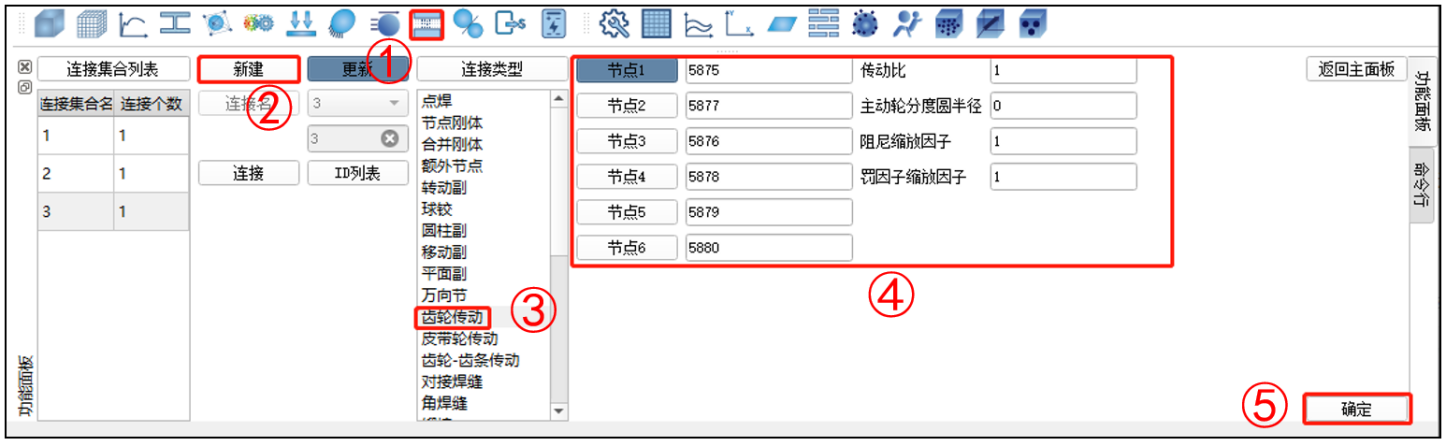 ①
连接集合列表 新建 更新 连接类型 节点1 5875 传动比 1 返回主面板
连接集合名 连接个数 连接名 3 点焊 节点2 5877 主动轮分度圆半径 0
②
节点刚体
1 1 3 合并刚体 节点3 5876 阻尼缩放因子 1
额外节点
2 1 连接 ID列表 转动副 节点4 5878 罚因子缩放因子 1
3 1 球铰 节点5 5879
圆柱副
移动副 节点6 5880
平面副
万向节
③ ④
齿轮传动
皮带轮传动
齿轮-齿条传动
对接焊缝
角焊缝
⑤ 确定
功能面板
命令行
功能面板